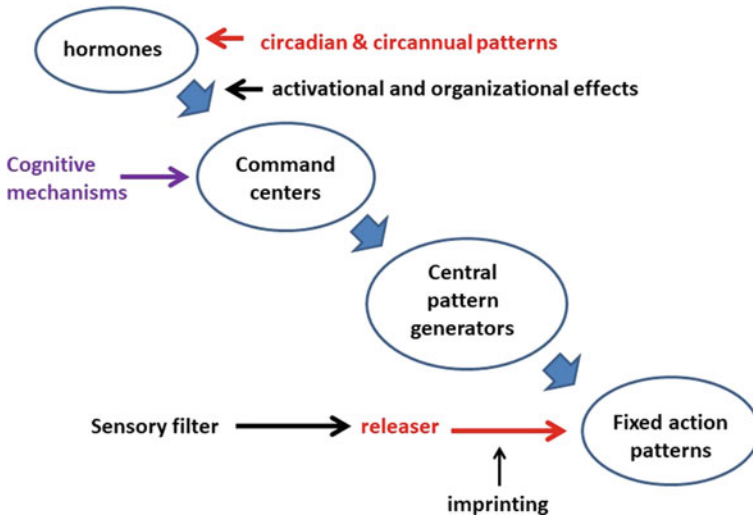 hormones
circadian & circannual patterns
activational and organizational effects
Cognitive
mechanisms
Command
centers
Central
pattern
generators
Sensory filter
releaser
Fixed action
patterns
imprinting